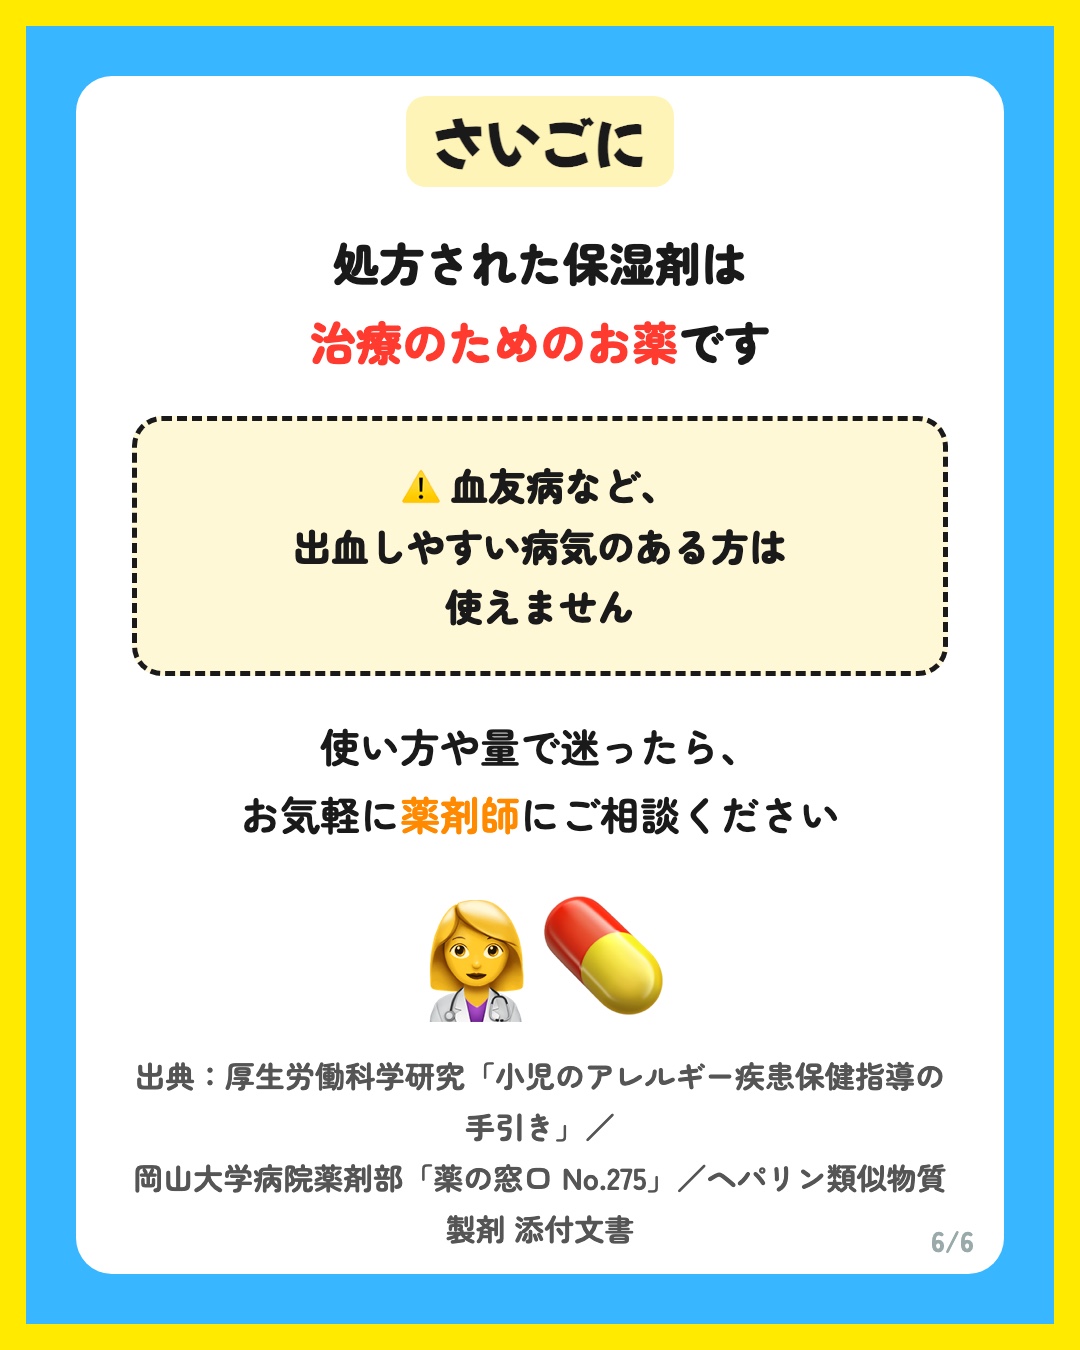 さいごに
処方された保湿剤は
治療のためのお薬です
⚠️ 血友病など、
出血しやすい病気のある方は
使えません
使い方や量で迷ったら、
お気軽に薬剤師にご相談ください
出典：厚生労働科学研究「小児のアレルギー疾患保健指導の
手引き」／
岡山大学病院薬剤部「薬の窓口 No.275」／ヘパリン類似物質
製剤 添付文書
6/6